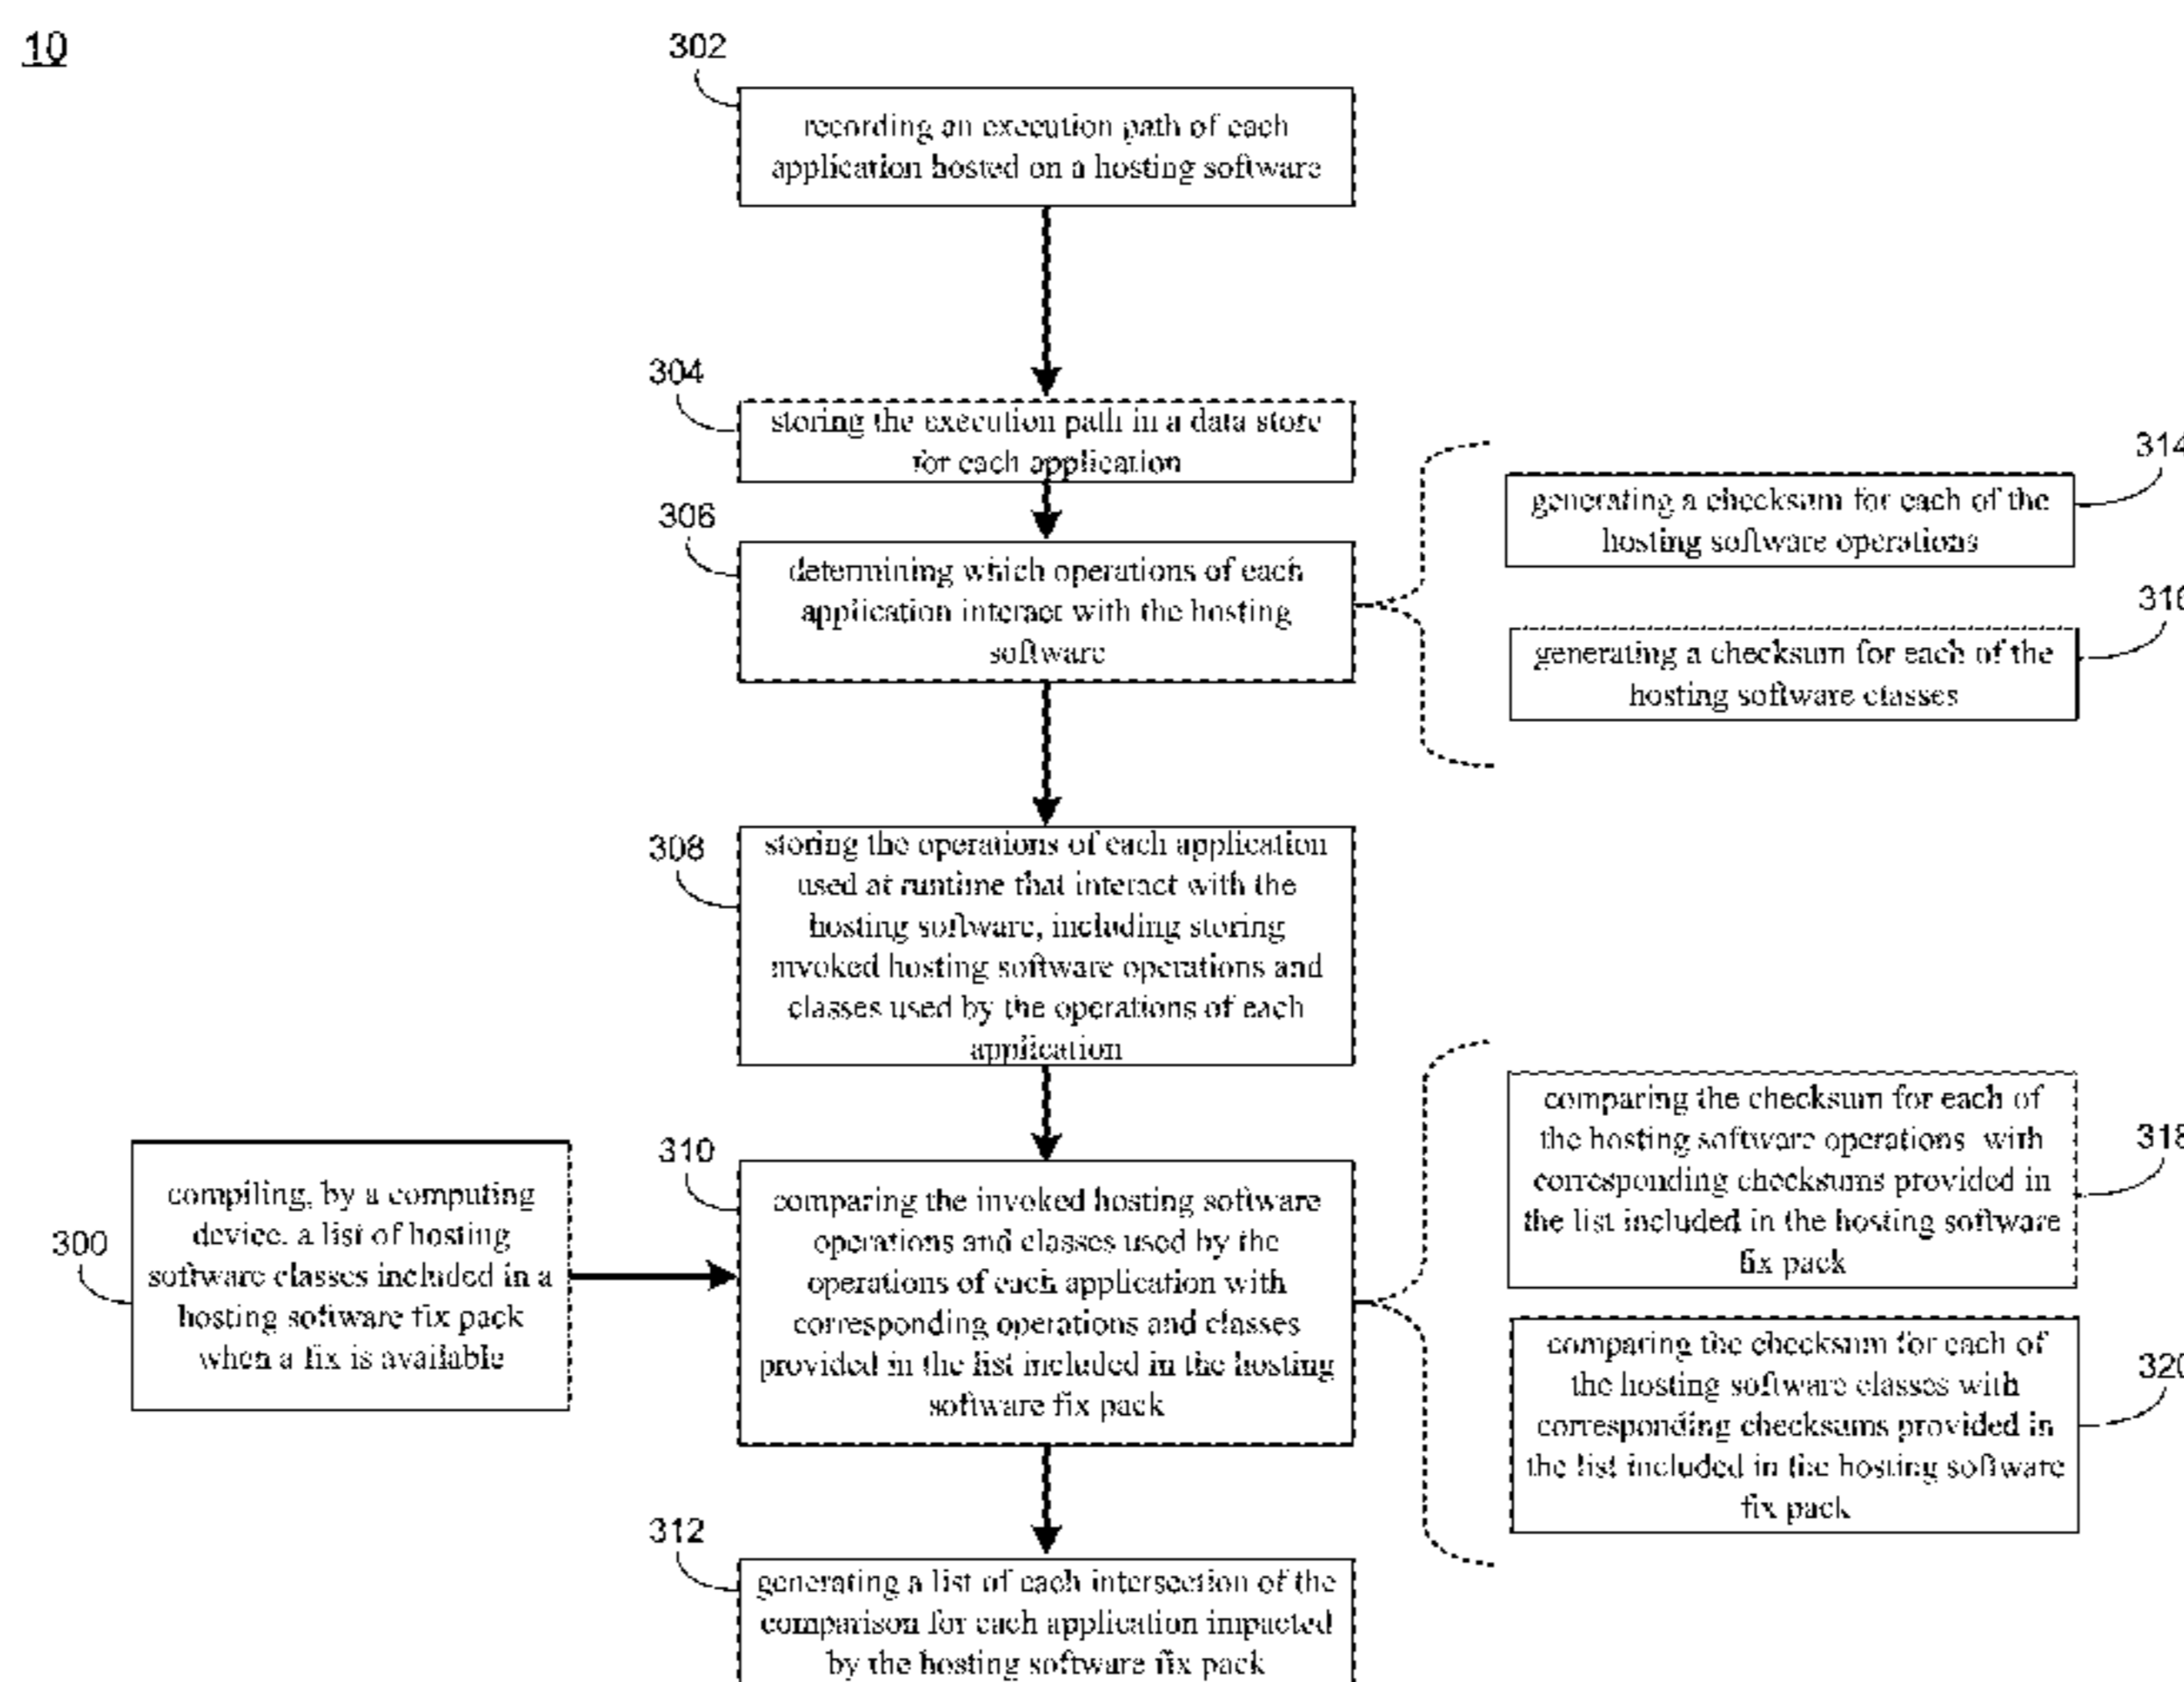 10
302
recording an execution path of each
application hosted on a hosting software
304
storing the execution path in a data store
for each application
306
determining which operations of each
application interact with the hosting
software
314
generating a checksum for each of the
hosting software operations
316
generating a checksum for each of the
hosting software classes
308
storing the operations of each application
used at runtime that interact with the
hosting software, including storing
invoked hosting software operations and
classes used by the operations of each
application
300
compiling, by a computing
device, a list of hosting
software classes included in a
hosting software fix pack
when a fix is available
310
comparing the invoked hosting software
operations and classes used by the
operations of each application with
corresponding operations and classes
provided in the list included in the hosting
software fix pack
318
comparing the checksum for each of
the hosting software operations with
corresponding checksums provided in
the list included in the hosting software
fix pack
320
comparing the checksum for each of
the hosting software classes with
corresponding checksums provided in
the list included in the hosting software
fix pack
312
generating a list of each intersection of the
comparison for each application impacted
by the hosting software fix pack